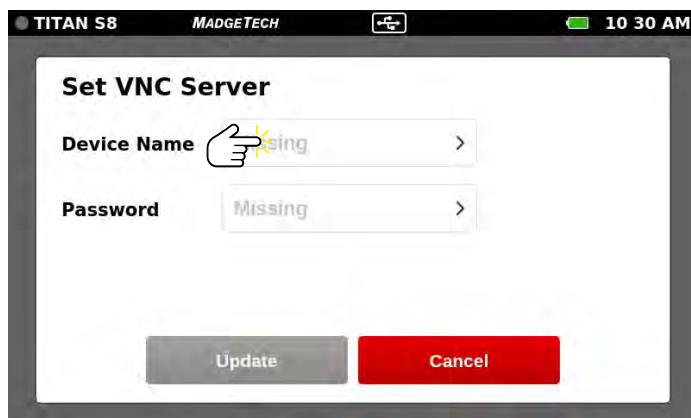 TITAN S8 MADGETECH 10 30 AM
Set VNC Server
Device Name
Password Missing
Update Cancel